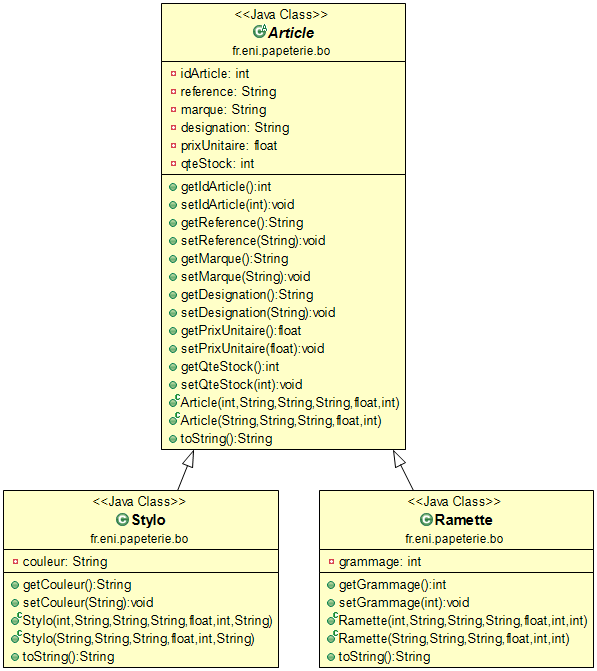 <<Java Class>>
Article
fr.eni.papeterie.bo
idArticle: int
reference: String
marque: String
designation: String
prixUnitaire: float
qteStock: int
getIdArticle():int
setIdArticle(int):void
getReference():String
setReference(String):void
getMarque():String
setMarque(String):void
getDesignation():String
setDesignation(String):void
getPrixUnitaire():float
setPrixUnitaire(float):void
getQteStock():int
setQteStock(int):void
Article(int,String,String,String,float,int)
Article(String,String,String,float,int)
toString():String
<<Java Class>>
Stylo
fr.eni.papeterie.bo
couleur: String
getCouleur():String
setCouleur(String):void
Stylo(int,String,String,String,float,int,String)
Stylo(String,String,String,float,int,String)
toString():String
<<Java Class>>
Ramette
fr.eni.papeterie.bo
grammage: int
getGrammage():int
setGrammage(int):void
Ramette(int,String,String,String,float,int,int)
Ramette(String,String,String,float,int,int)
toString():String